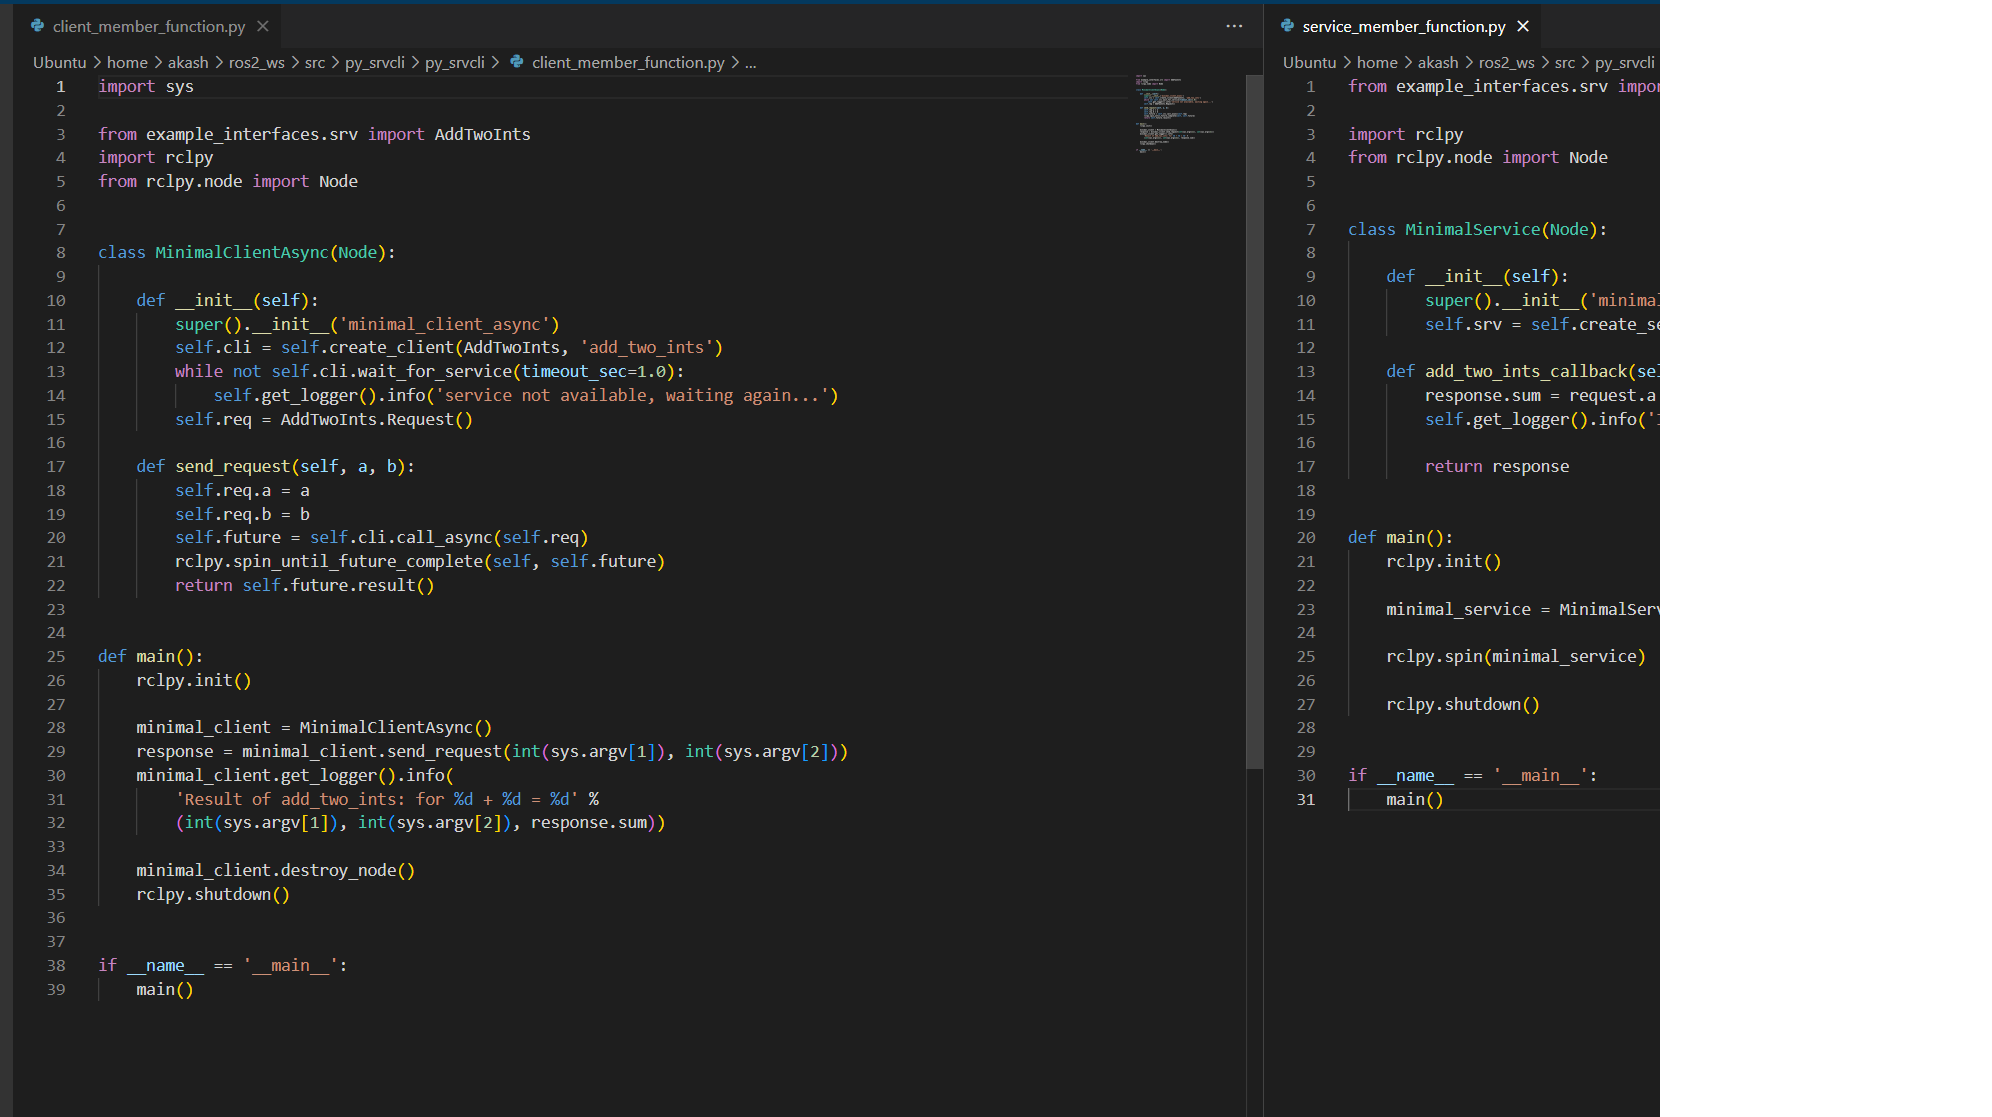 client_member_function.py
Ubuntu > home > akash > ros2_ws > src > py_srvcli > py_srvcli > client_member_function.py > ...
1 import sys
2
3 from example_interfaces.srv import AddTwoInts
4 import rclpy
5 from rclpy.node import Node
6
7
8 class MinimalClientAsync(Node):
9
10     def __init__(self):
11         super().__init__('minimal_client_async')
12         self.cli = self.create_client(AddTwoInts, 'add_two_ints')
13         while not self.cli.wait_for_service(timeout_sec=1.0):
14             self.get_logger().info('service not available, waiting again...')
15         self.req = AddTwoInts.Request()
16
17     def send_request(self, a, b):
18         self.req.a = a
19         self.req.b = b
20         self.future = self.cli.call_async(self.req)
21         rclpy.spin_until_future_complete(self, self.future)
22         return self.future.result()
23
24
25 def main():
26     rclpy.init()
27
28     minimal_client = MinimalClientAsync()
29     response = minimal_client.send_request(int(sys.argv[1]), int(sys.argv[2]))
30     minimal_client.get_logger().info(
31         'Result of add_two_ints: for %d + %d = %d' %
32         (int(sys.argv[1]), int(sys.argv[2]), response.sum))
33
34     minimal_client.destroy_node()
35     rclpy.shutdown()
36
37
38 if __name__ == '__main__':
39     main()
service_member_function.py
Ubuntu > home > akash > ros2_ws > src > py_srvcli
1 from example_interfaces.srv impor
2
3 import rclpy
4 from rclpy.node import Node
5
6
7 class MinimalService(Node):
8
9     def __init__(self):
10         super().__init__('minimal
11         self.srv = self.create_se
12
13     def add_two_ints_callback(sel
14         response.sum = request.a
15         self.get_logger().info('I
16
17         return response
18
19
20 def main():
21     rclpy.init()
22
23     minimal_service = MinimalServ
24
25     rclpy.spin(minimal_service)
26
27     rclpy.shutdown()
28
29
30 if __name__ == '__main__':
31     main()